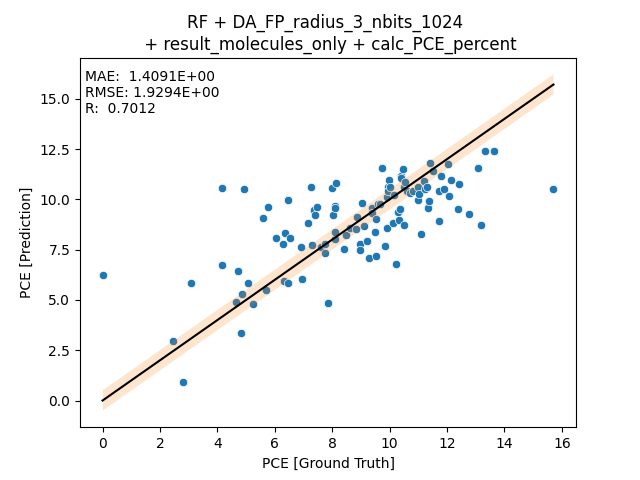 RF + DA_FP_radius_3_nbits_1024
+ result_molecules_only + calc_PCE_percent
MAE:  1.4091E+00
RMSE: 1.9294E+00
R:  0.7012
PCE [Prediction]
15.0
12.5
10.0
7.5
5.0
2.5
0.0
0 2 4 6 8 10 12 14 16
PCE [Ground Truth]